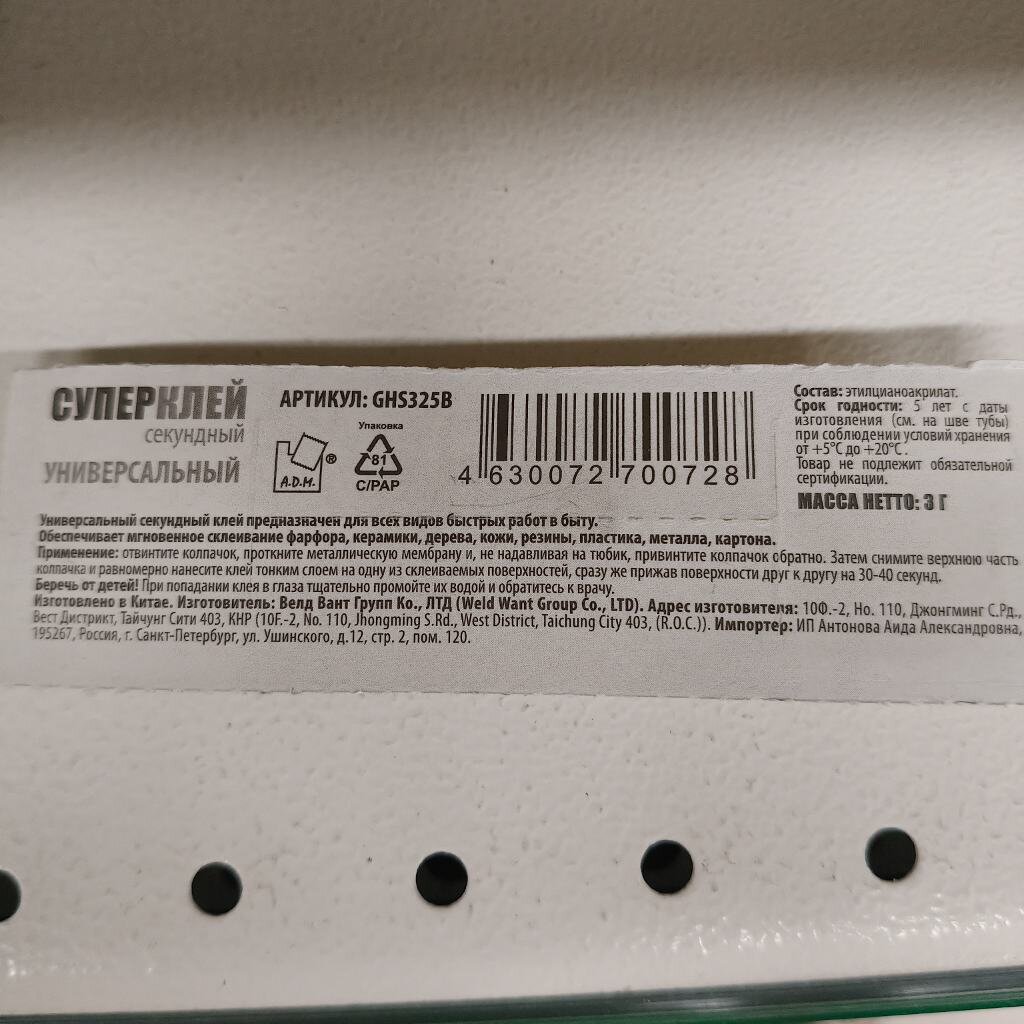 СУПЕРКЛЕЙ
секундный
УНИВЕРСАЛЬНЫЙ
АРТИКУЛ: GHS325B
A.D.M.®
Упаковка
81
C/PAP
4 630072 700728
Состав: этилцианоакрилат.
Срок годности: 5 лет с даты
изготовления (см. на шве тубы)
при соблюдении условий хранения
от +5°С до +20°С.
Товар не подлежит обязательной
сертификации.
МАССА НЕТТО: 3 Г
Универсальный секундный клей предназначен для всех видов быстрых работ в быту.
Обеспечивает мгновенное склеивание фарфора, керамики, дерева, кожи, резины, пластика, металла, картона.
Применение: отвинтите колпачок, проткните металлическую мембрану и, не надавливая на тюбик, привинтите колпачок обратно. Затем снимите верхнюю часть
колпачка и равномерно нанесите клей тонким слоем на одну из склеиваемых поверхностей, сразу же прижав поверхности друг к другу на 30-40 секунд.
Беречь от детей! При попадании клея в глаза тщательно промойте их водой и обратитесь к врачу.
Изготовлено в Китае. Изготовитель: Велд Вант Групп Ко., ЛТД (Weld Want Group Co., LTD). Адрес изготовителя: 10Ф.-2, Но. 110, Джонгминг С.Рд.,
Вест Дистрикт, Тайчунг Сити 403, КНР (10F.-2, No. 110, Jhongming S.Rd., West District, Taichung City 403, (R.O.C.)). Импортер: ИП Антонова Аида Александровна,
195267, Россия, г. Санкт-Петербург, ул. Ушинского, д.12, стр. 2, пом. 120.